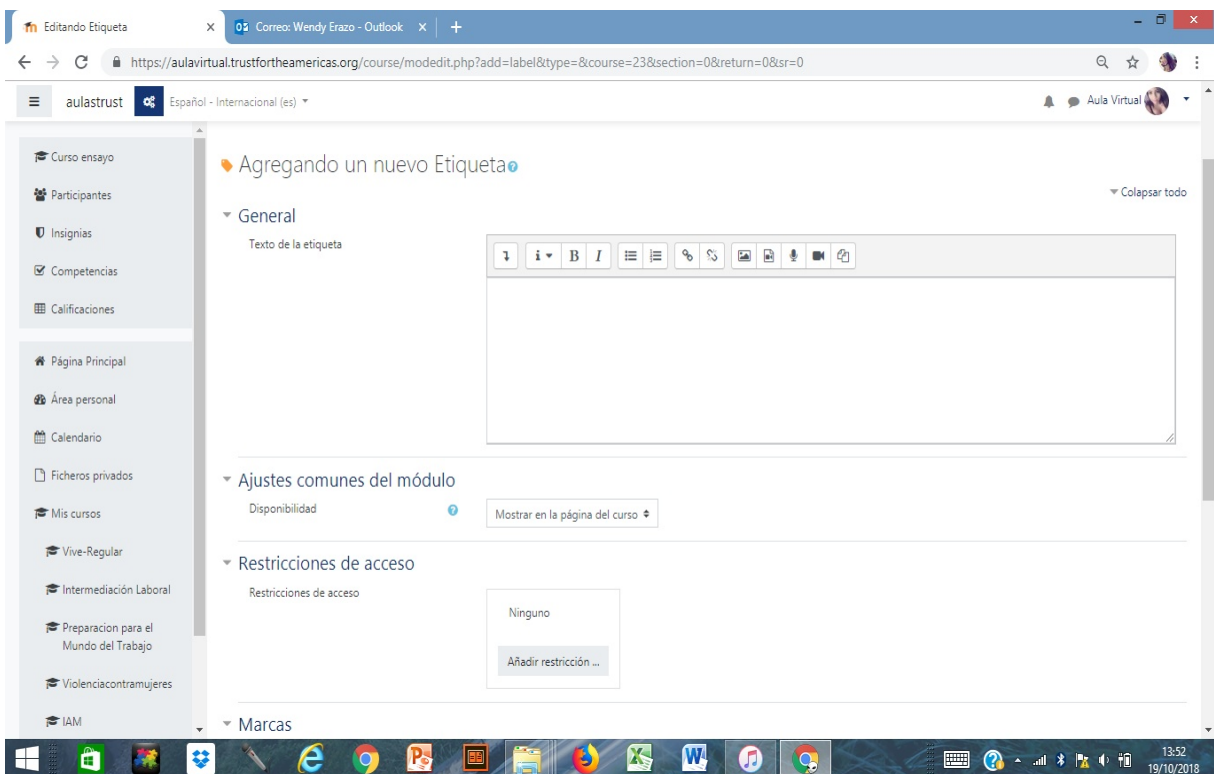 Editando Etiqueta
Correo: Wendy Erazo - Outlook
https://aulavirtual.trustfortheamericas.org/course/modedit.php?add=label&type=&course=23&section=0&return=0&sr=0
aulastrust
Español - Internacional (es)
Aula Virtual
Curso ensayo
Participantes
Insignias
Competencias
Calificaciones
Página Principal
Área personal
Calendario
Ficheros privados
Mis cursos
Vive-Regular
Intermediación Laboral
Preparacion para el
Mundo del Trabajo
Violenciacontramujeres
IAM
Agregando un nuevo Etiqueta
Colapsar todo
General
Texto de la etiqueta
i B I
Ajustes comunes del módulo
Disponibilidad
Mostrar en la página del curso
Restricciones de acceso
Restricciones de acceso
Ninguno
Añadir restricción ...
Marcas
13:52
19/10/2018